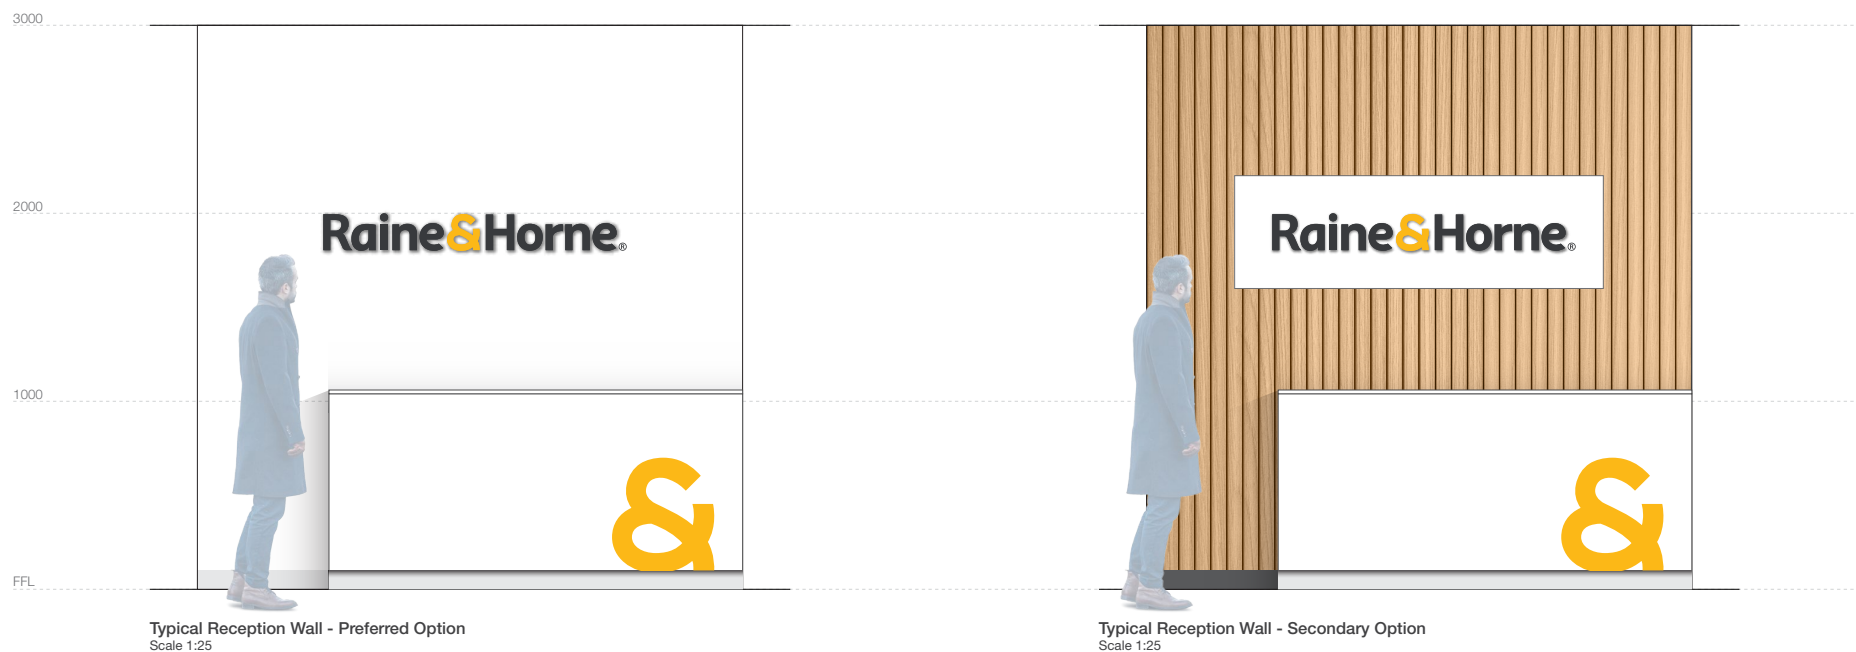 3000
2000
1000
FFL
Raine&Horne®
&
Typical Reception Wall - Preferred Option
Scale 1:25
Raine&Horne®
&
Typical Reception Wall - Secondary Option
Scale 1:25